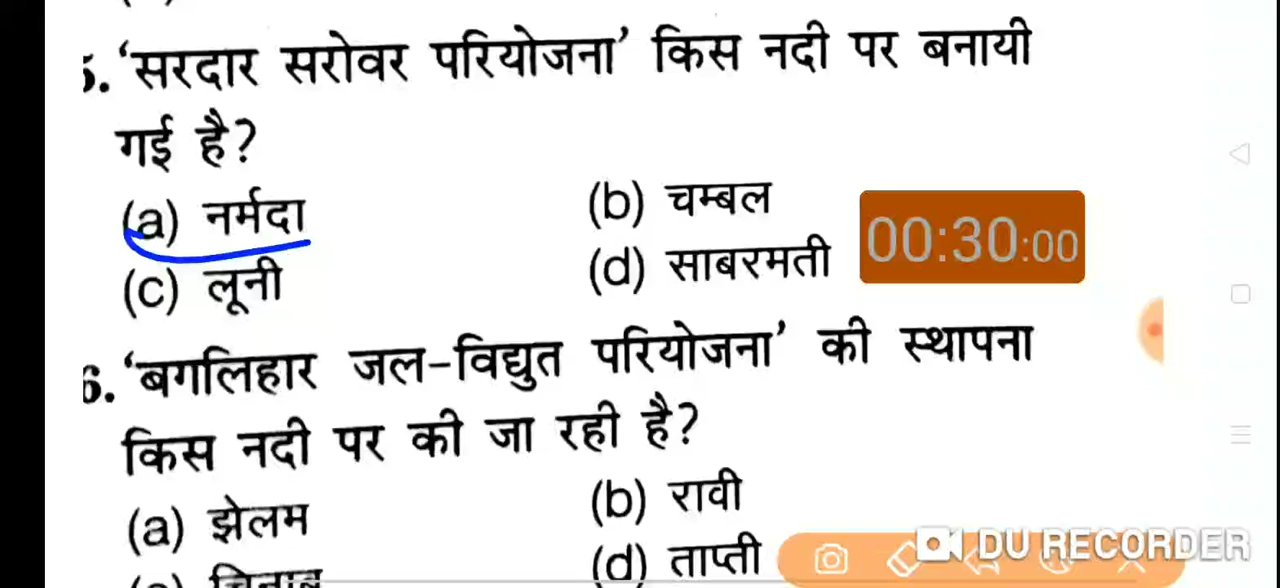 5. ‘सरदार सरोवर परियोजना’ किस नदी पर बनायी
गई है?
(a) नर्मदा (b) चम्बल
(c) लूनी (d) साबरमती
00:30:00
6. ‘बगलिहार जल-विद्युत परियोजना’ की स्थापना
किस नदी पर की जा रही है?
(a) झेलम (b) रावी
(c) चिनाब (d) ताप्ती
DU RECORDER